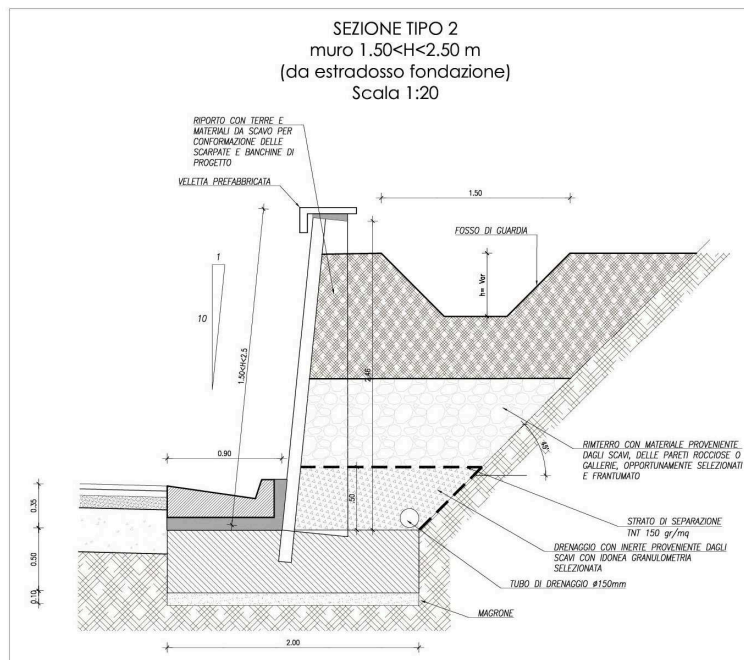 SEZIONE TIPO 2
muro 1.50<H<2.50 m
(da estradosso fondazione)
Scala 1:20
RIPORTO CON TERRE E
MATERIALI DA SCAVO PER
CONFORMAZIONE DELLE
SCARPATE E BANCHINE DI
PROGETTO
VELETTA PREFABBRICATA
1.50
FOSSO DI GUARDIA
h= Var
1
10
1.50<H<2.5
2.46
0.90
RIMTERRO CON MATERIALE PROVENIENTE
DAGLI SCAVI, DELLE PARETI ROCCIOSE O
GALLERIE, OPPORTUNAMENTE SELEZIONATI
E FRANTUMATO
45°
.50
0.35
STRATO DI SEPARAZIONE
TNT 150 gr/mq
DRENAGGIO CON INERTE PROVENIENTE DAGLI
SCAVI CON IDONEA GRANULOMETRIA
SELEZIONATA
0.50
TUBO DI DRENAGGIO Ø150mm
0.10
MAGRONE
2.00